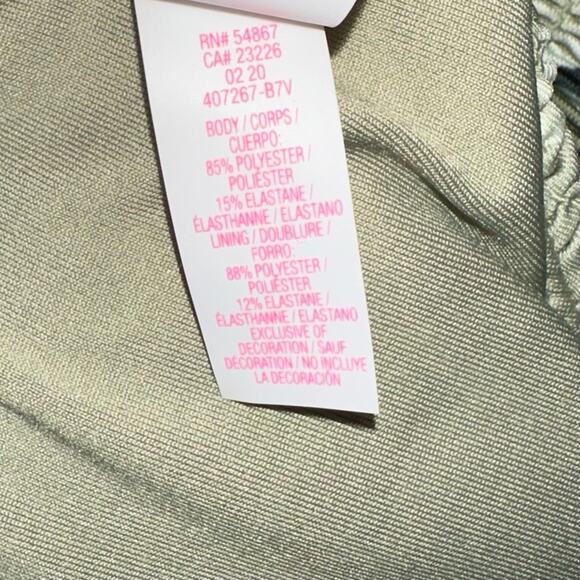 RN# 54867
CA# 23226
02 20
407267-B7V
BODY / CORPS /
CUERPO:
85% POLYESTER /
POLIÉSTER
15% ELASTANE /
ÉLASTHANNE / ELASTANO
LINING / DOUBLURE /
FORRO:
88% POLYESTER /
POLIÉSTER
12% ELASTANE /
ÉLASTHANNE / ELASTANO
EXCLUSIVE OF
DECORATION / SAUF
DÉCORATION / NO INCLUYE
LA DECORACIÓN